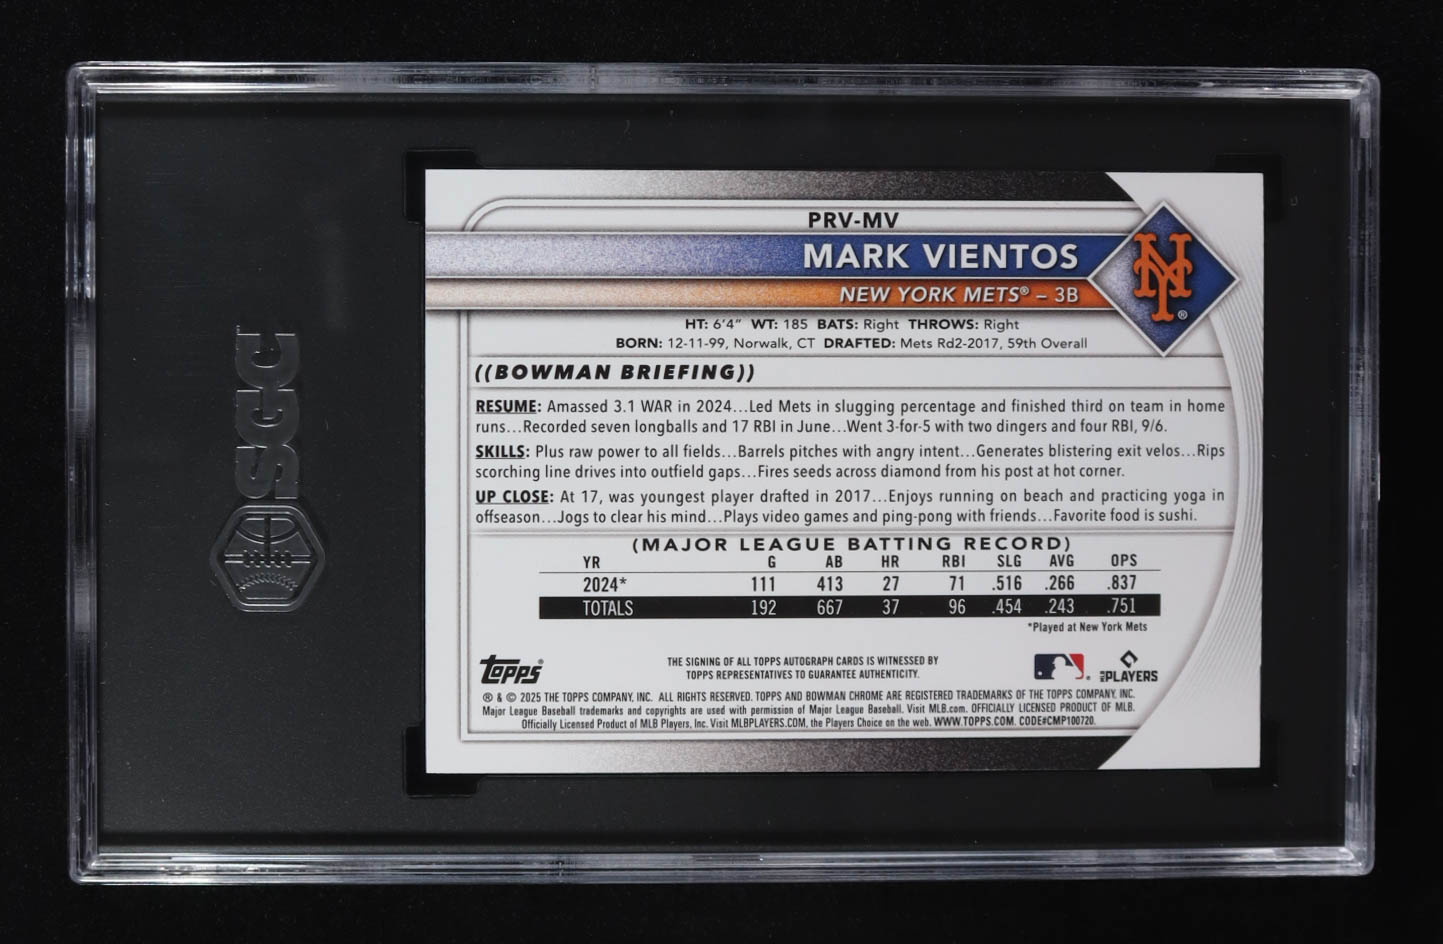 SGC
PRV-MV
MARK VIENTOS
NEW YORK METS® – 3B
NY
®
HT: 6'4" WT: 185 BATS: Right THROWS: Right
BORN: 12-11-99, Norwalk, CT DRAFTED: Mets Rd2-2017, 59th Overall
((BOWMAN BRIEFING))
RESUME: Amassed 3.1 WAR in 2024...Led Mets in slugging percentage and finished third on team in home
runs...Recorded seven longballs and 17 RBI in June...Went 3-for-5 with two dingers and four RBI, 9/6.
SKILLS: Plus raw power to all fields...Barrels pitches with angry intent...Generates blistering exit velos...Rips
scorching line drives into outfield gaps...Fires seeds across diamond from his post at hot corner.
UP CLOSE: At 17, was youngest player drafted in 2017...Enjoys running on beach and practicing yoga in
offseason...Jogs to clear his mind...Plays video games and ping-pong with friends...Favorite food is sushi.
(MAJOR LEAGUE BATTING RECORD)
YR G AB HR RBI SLG AVG OPS
2024* 111 413 27 71 .516 .266 .837
TOTALS 192 667 37 96 .454 .243 .751
*Played at New York Mets
TOPPS®
THE SIGNING OF ALL TOPPS AUTOGRAPH CARDS IS WITNESSED BY
TOPPS REPRESENTATIVES TO GUARANTEE AUTHENTICITY.
MLB PLAYERS
® & © 2025 THE TOPPS COMPANY, INC. ALL RIGHTS RESERVED. TOPPS AND BOWMAN CHROME ARE REGISTERED TRADEMARKS OF THE TOPPS COMPANY, INC.
Major League Baseball trademarks and copyrights are used with permission of Major League Baseball. Visit MLB.com. OFFICIALLY LICENSED PRODUCT OF MLB.
Officially Licensed Product of MLB Players, Inc. Visit MLBPLAYERS.COM, the Players Choice on the web. WWW.TOPPS.COM. CODE#CMP100720.